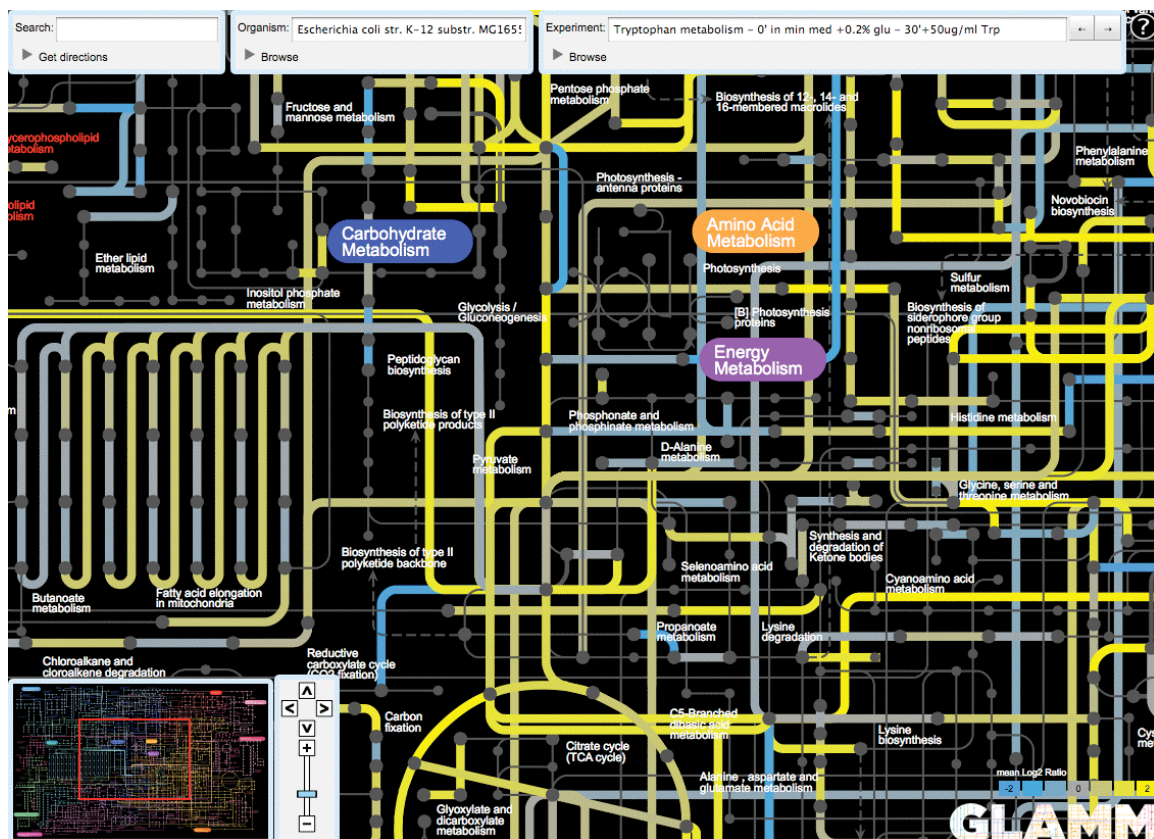 Search:
Get directions
Organism:
Escherichia coli str. K-12 substr. MG1655
Browse
Experiment:
Tryptophan metabolism - 0' in min med +0.2% glu - 30'+50ug/ml Trp
← →
Browse
?
Fructose and
mannose metabolism
Pentose phosphate
metabolism
Biosynthesis of 12-, 14- and
16-membered macrolides
ycerophospholipid
etabolism
Phenylalanine
metabolism
Photosynthesis -
antenna proteins
olipid
olism
Novobiocin
biosynthesis
Carbohydrate
Metabolism
Amino Acid
Metabolism
Ether lipid
metabolism
Photosynthesis
Sulfur
metabolism
Inositol phosphate
metabolism
Glycolysis /
Gluconeogenesis
[B] Photosynthesis
proteins
Biosynthesis of
siderophore group
nonribosomal
peptides
Energy
Metabolism
Peptidoglycan
biosynthesis
Biosynthesis of type II
polyketide products
Phosphonate and
phosphinate metabolism
Histidine metabolism
D-Alanine
metabolism
Pyruvate
metabolism
Glycine, serine and
threonine metabolism
Biosynthesis of type II
polyketide backbone
Synthesis and
degradation of
Ketone bodies
Selenoamino acid
metabolism
Cyanoamino acid
metabolism
Butanoate
metabolism
Fatty acid elongation
in mitochondria
Propanoate
metabolism
Lysine
degradation
Chloroalkane and
cloroalkene degradation
Reductive
carboxylate cycle
(CO2 fixation)
Carbon
fixation
C5-Branched
dibasic acid
metabolism
Lysine
biosynthesis
Citrate cycle
(TCA cycle)
Alanine , aspartate and
glutamate metabolism
Glyoxylate and
dicarboxylate
metabolism
mean Log2 Ratio
-2 0 2
GLAMM